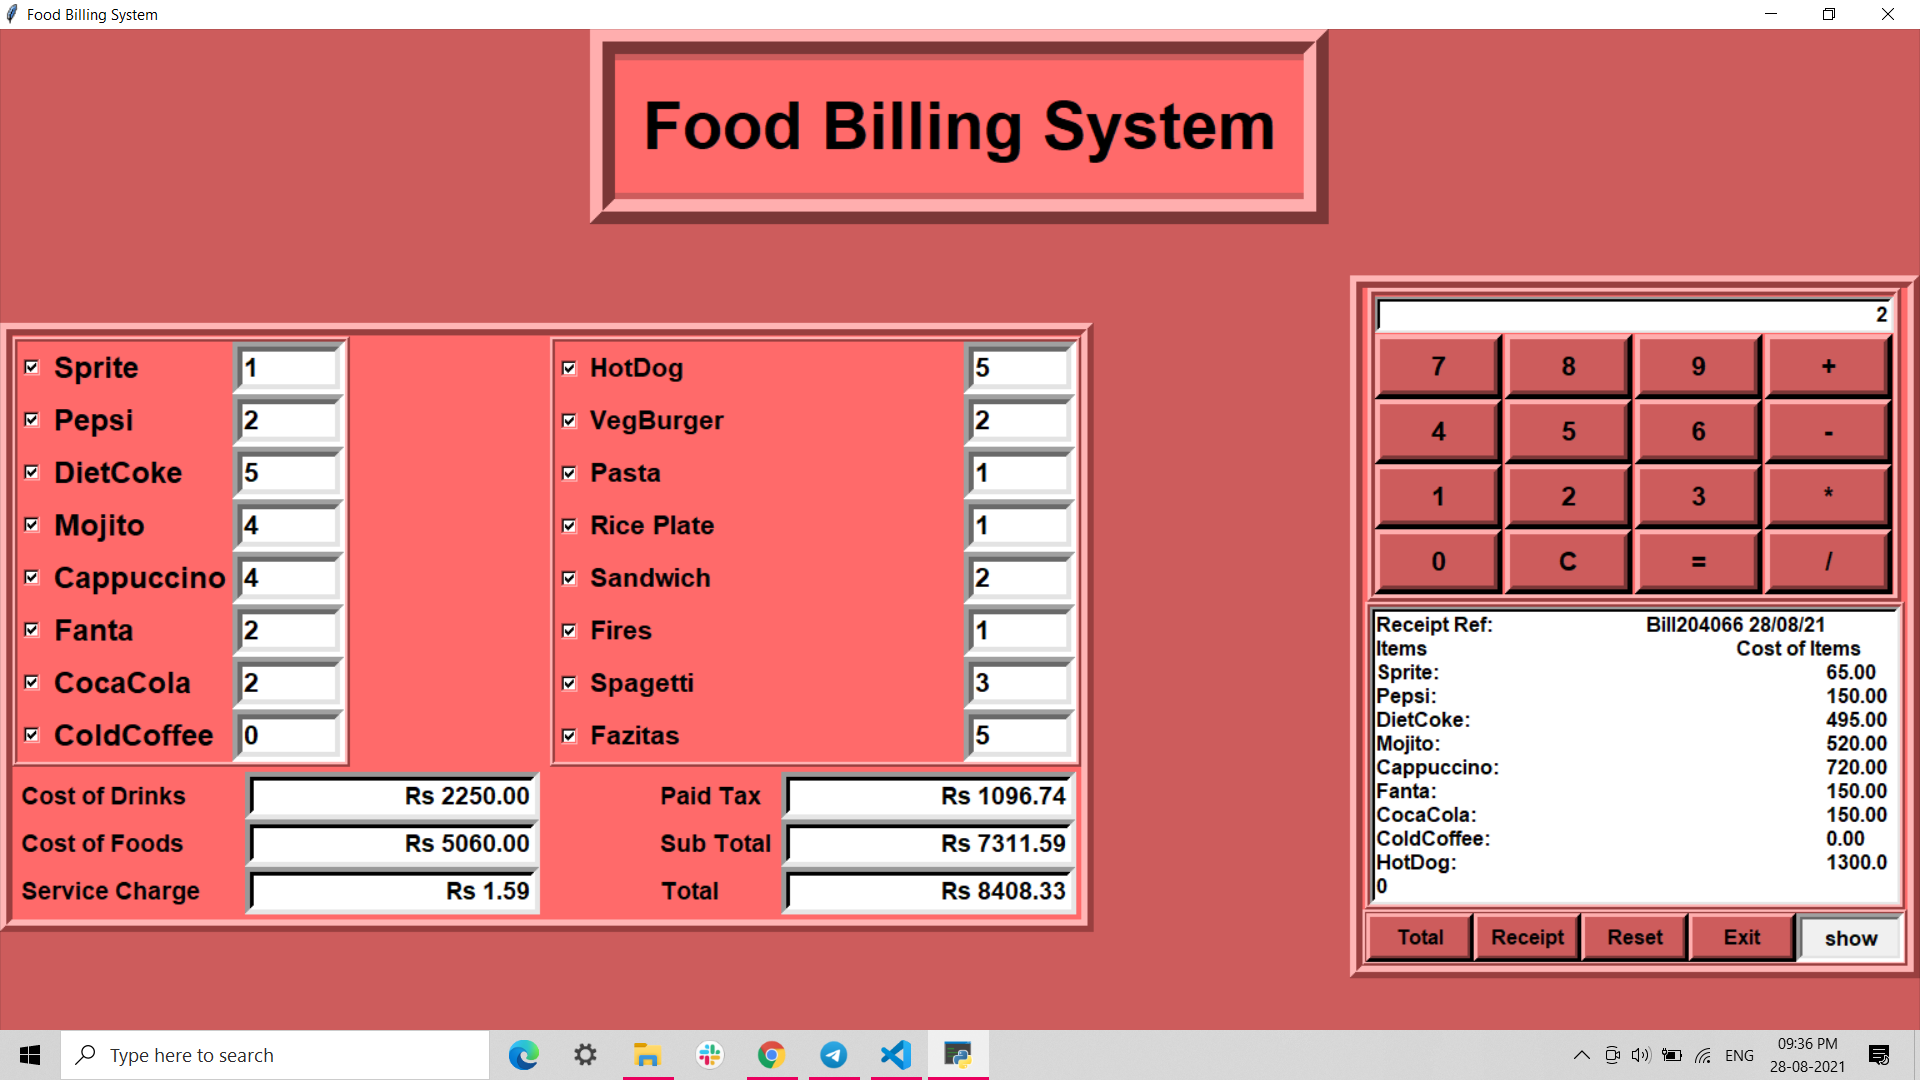 Food Billing System
Food Billing System
Sprite 1
Pepsi 2
DietCoke 5
Mojito 4
Cappuccino 4
Fanta 2
CocaCola 2
ColdCoffee 0
HotDog 5
VegBurger 2
Pasta 1
Rice Plate 1
Sandwich 2
Fires 1
Spagetti 3
Fazitas 5
Cost of Drinks Rs 2250.00
Cost of Foods Rs 5060.00
Service Charge Rs 1.59
Paid Tax Rs 1096.74
Sub Total Rs 7311.59
Total Rs 8408.33
2
7 8 9 +
4 5 6 -
1 2 3 *
0 C = /
Receipt Ref: Bill204066 28/08/21
Items Cost of Items
Sprite: 65.00
Pepsi: 150.00
DietCoke: 495.00
Mojito: 520.00
Cappuccino: 720.00
Fanta: 150.00
CocaCola: 150.00
ColdCoffee: 0.00
HotDog: 1300.0
0
Total Receipt Reset Exit show
Type here to search
ENG
09:36 PM
28-08-2021